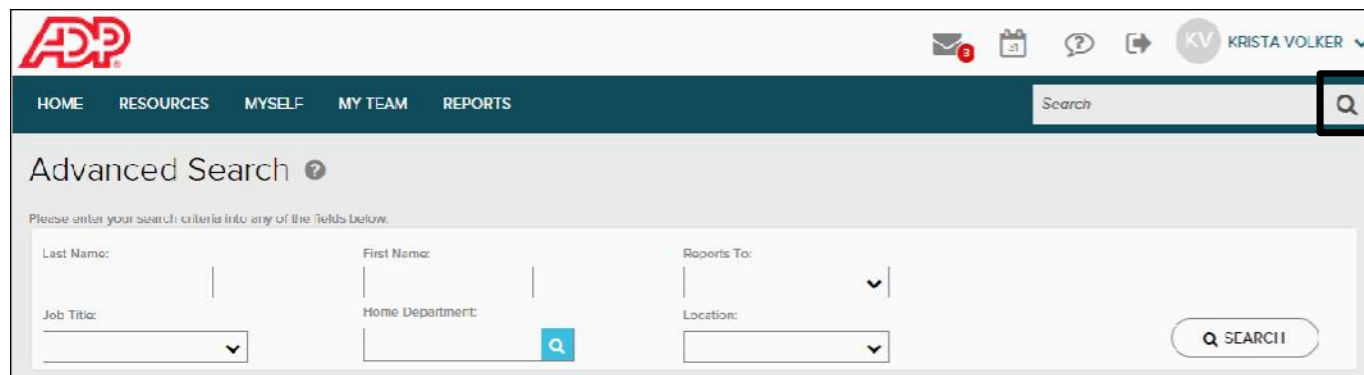 ADP
3
31
KV KRISTA VOLKER
HOME RESOURCES MYSELF MY TEAM REPORTS Search
Advanced Search ?
Please enter your search criteria into any of the fields below.
Last Name: First Name: Reports To:
Job Title: Home Department: Location:
SEARCH